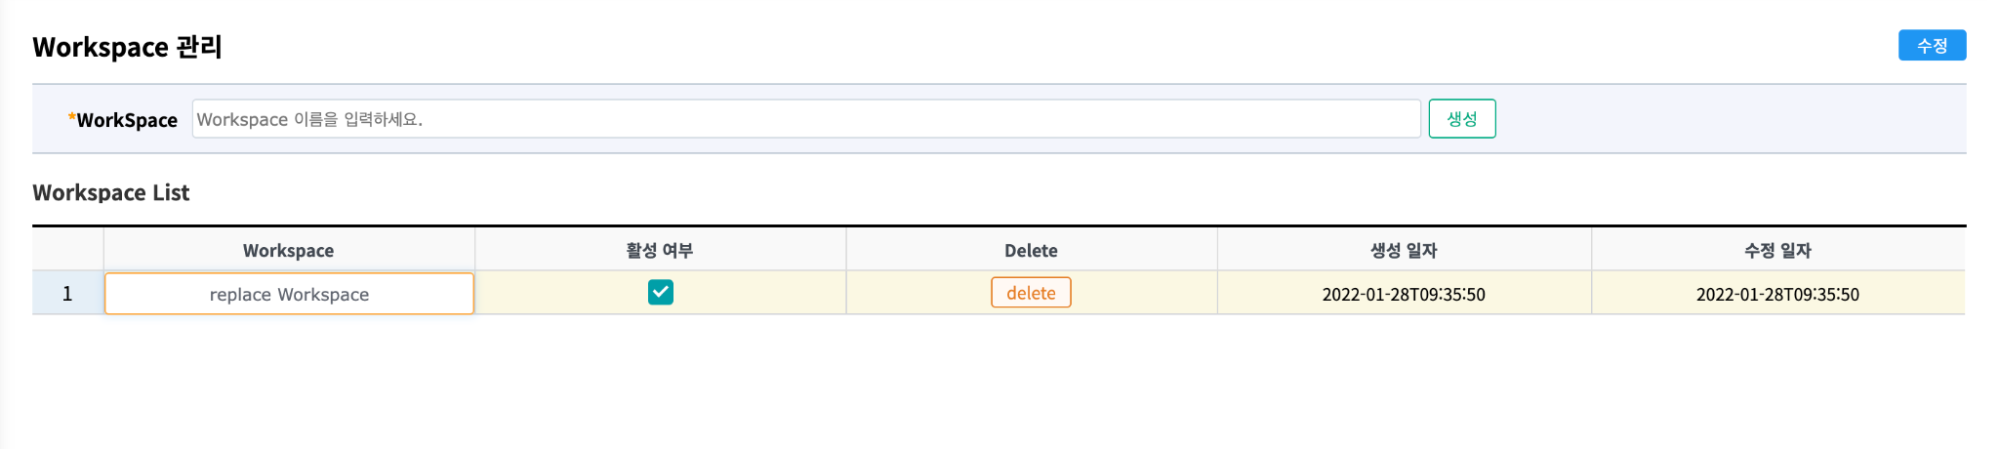 Workspace 관리
수정
*WorkSpace Workspace 이름을 입력하세요. 생성
Workspace List
Workspace 활성 여부 Delete 생성 일자 수정 일자
1 replace Workspace delete 2022-01-28T09:35:50 2022-01-28T09:35:50